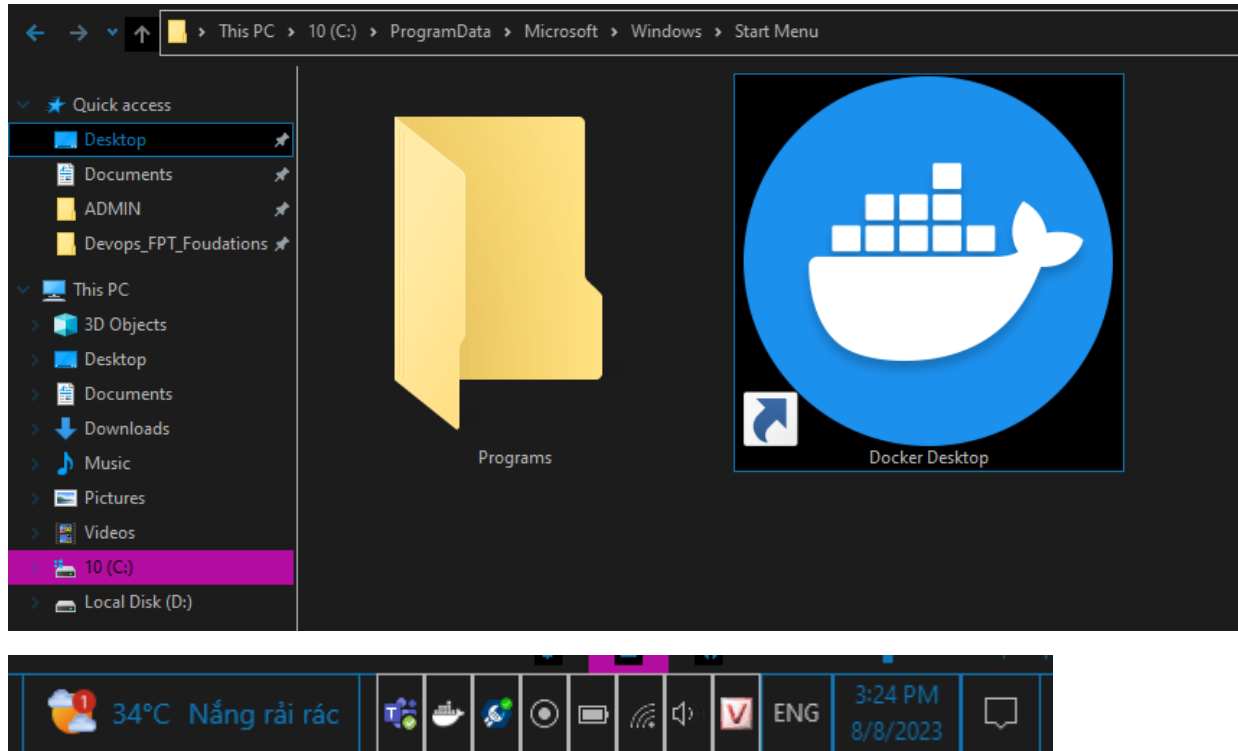 This PC > 10 (C:) > ProgramData > Microsoft > Windows > Start Menu
Quick access
Desktop
Documents
ADMIN
Devops_FPT_Foudations
This PC
3D Objects
Desktop
Documents
Downloads
Music
Pictures
Videos
10 (C:)
Local Disk (D:)
Programs
Docker Desktop
1
34°C Nắng rải rác
T
V
ENG
3:24 PM
8/8/2023